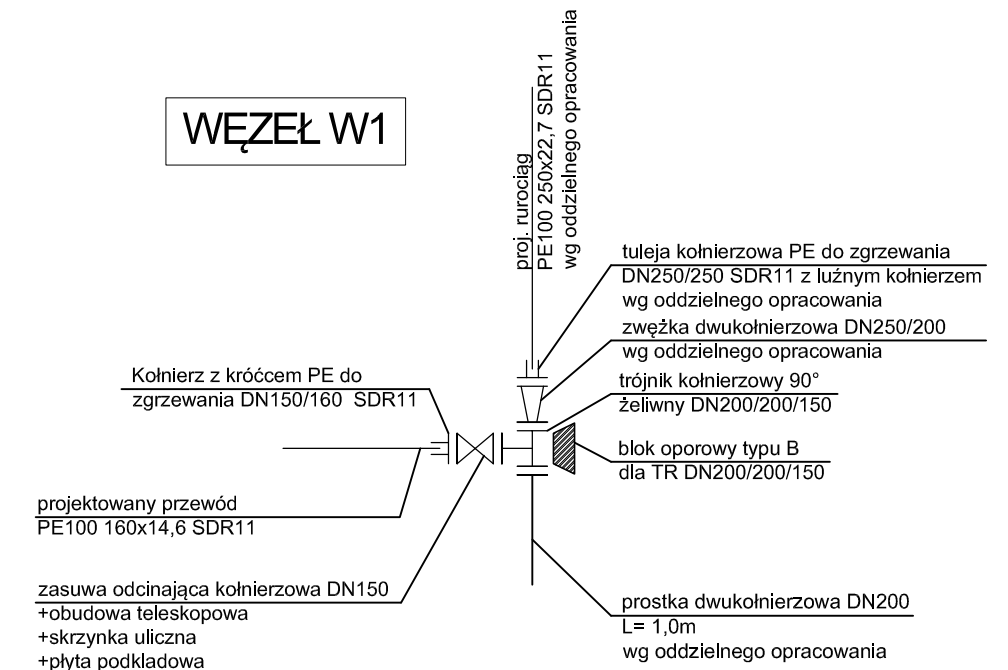 WĘZEŁ W1
proj. rurociąg
PE100 250x22,7 SDR11
wg oddzielnego opracowania
tuleja kołnierzowa PE do zgrzewania
DN250/250 SDR11 z luźnym kołnierzem
wg oddzielnego opracowania
zwężka dwukołnierzowa DN250/200
wg oddzielnego opracowania
trójnik kołnierzowy 90°
żeliwny DN200/200/150
blok oporowy typu B
dla TR DN200/200/150
Kołnierz z króćcem PE do
zgrzewania DN150/160 SDR11
projektowany przewód
PE100 160x14,6 SDR11
zasuwa odcinająca kołnierzowa DN150
+obudowa teleskopowa
+skrzynka uliczna
+płyta podkladowa
prostka dwukołnierzowa DN200
L= 1,0m
wg oddzielnego opracowania